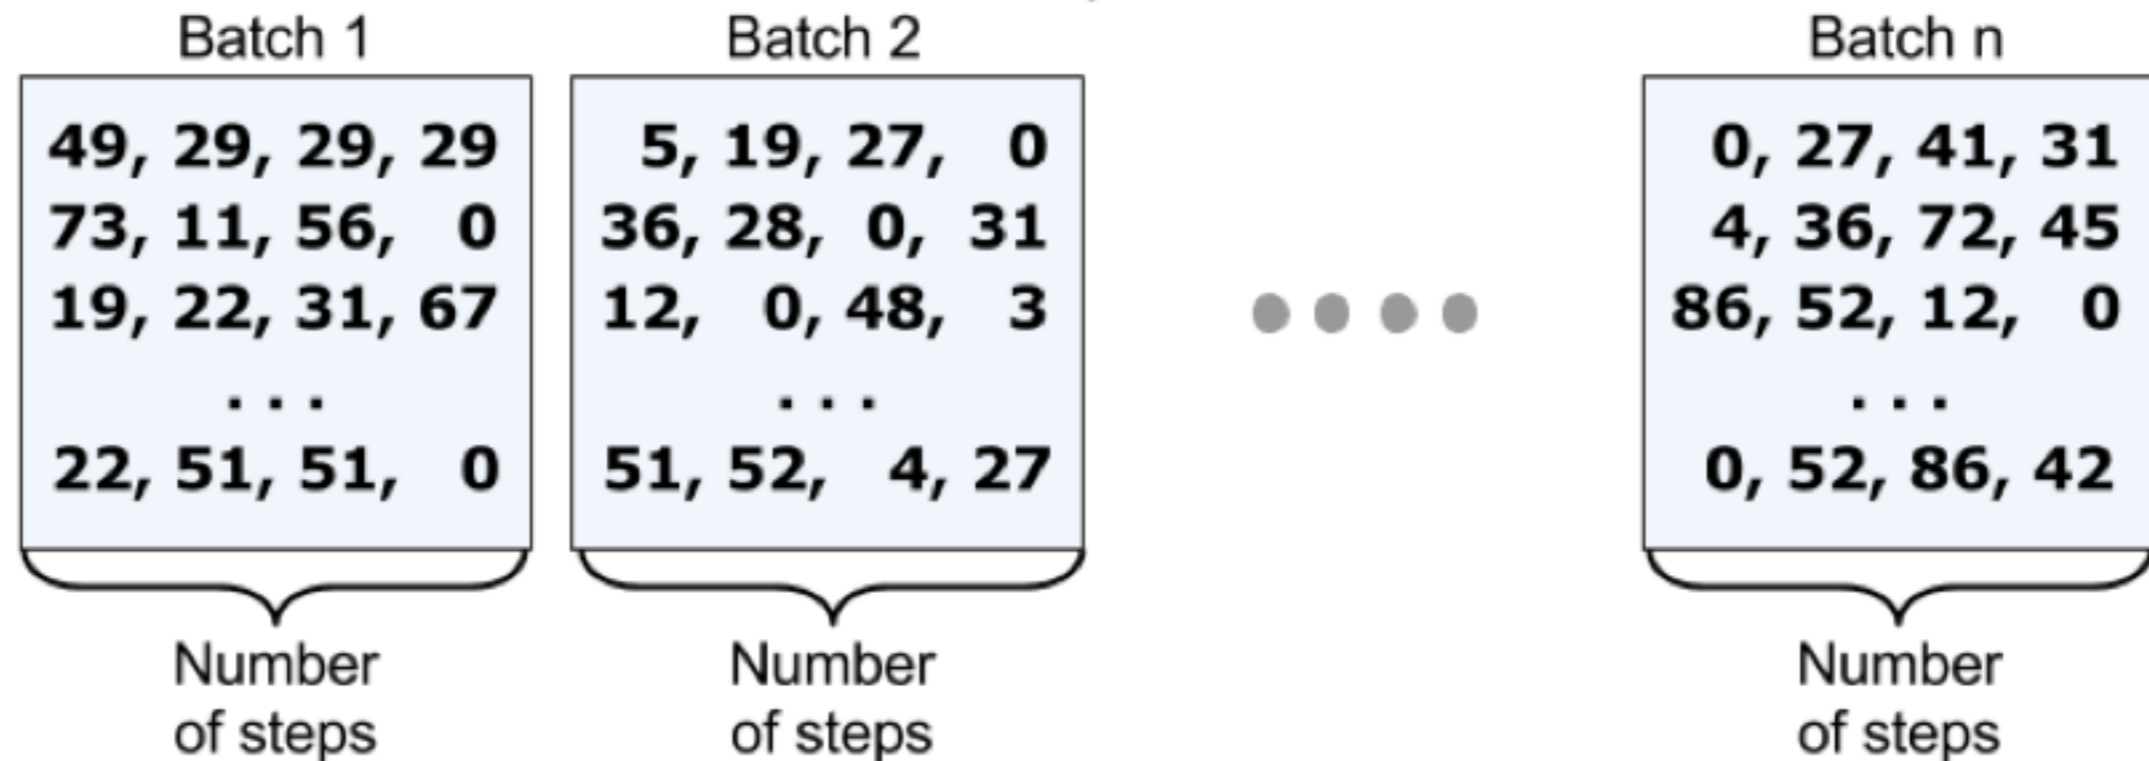 Batch 1
49, 29, 29, 29
73, 11, 56, 0
19, 22, 31, 67
. . .
22, 51, 51, 0
Number
of steps
Batch 2
5, 19, 27, 0
36, 28, 0, 31
12, 0, 48, 3
. . .
51, 52, 4, 27
Number
of steps
Batch n
0, 27, 41, 31
4, 36, 72, 45
86, 52, 12, 0
. . .
0, 52, 86, 42
Number
of steps